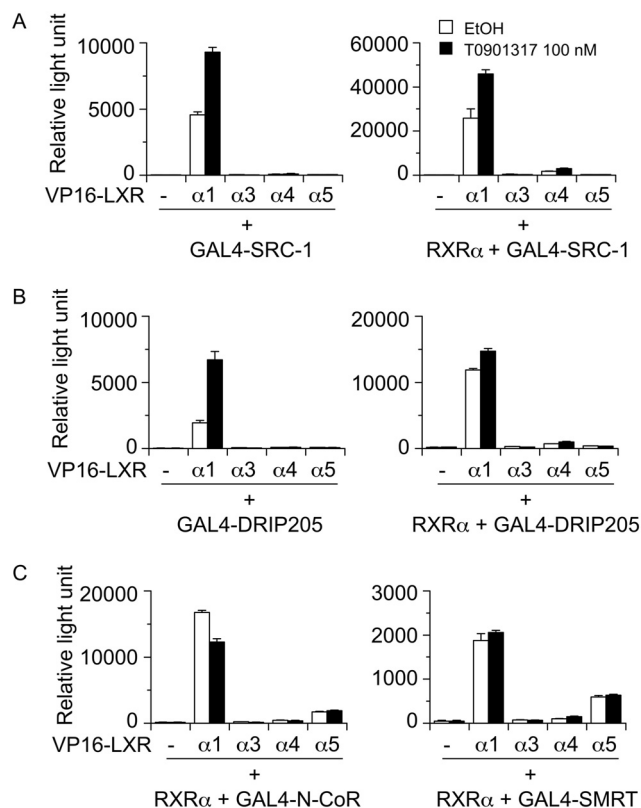 A
Relative light unit
10000
5000
0
VP16-LXR - α1 α3 α4 α5
+
GAL4-SRC-1
EtOH
T0901317 100 nM
60000
40000
20000
0
- α1 α3 α4 α5
+
RXRα + GAL4-SRC-1
B
Relative light unit
10000
5000
0
VP16-LXR - α1 α3 α4 α5
+
GAL4-DRIP205
20000
10000
0
- α1 α3 α4 α5
+
RXRα + GAL4-DRIP205
C
Relative light unit
20000
10000
0
VP16-LXR - α1 α3 α4 α5
+
RXRα + GAL4-N-CoR
3000
2000
1000
0
- α1 α3 α4 α5
+
RXRα + GAL4-SMRT